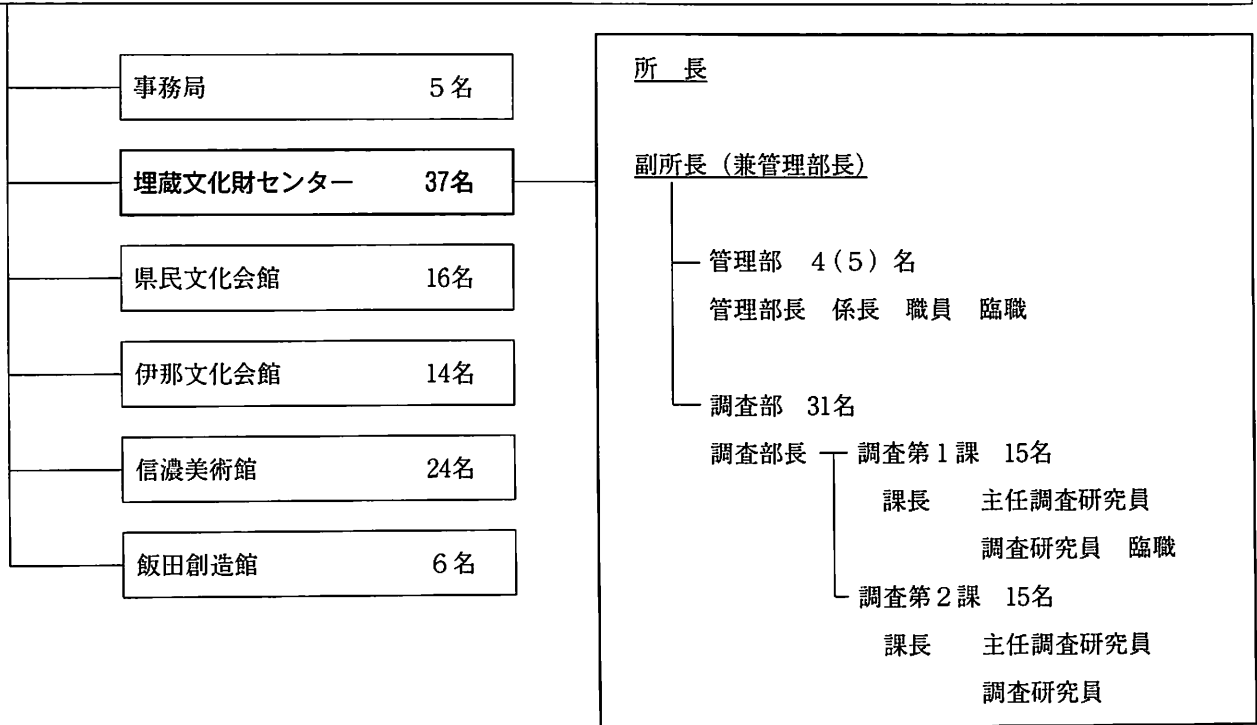 事務局 5名
埋蔵文化財センター 37名
県民文化会館 16名
伊那文化会館 14名
信濃美術館 24名
飯田創造館 6名
所 長
副所長（兼管理部長）
管理部 4(5)名
管理部長 係長 職員 臨職
調査部 31名
調査部長 調査第1課 15名
課長 主任調査研究員
調査研究員 臨職
調査第2課 15名
課長 主任調査研究員
調査研究員